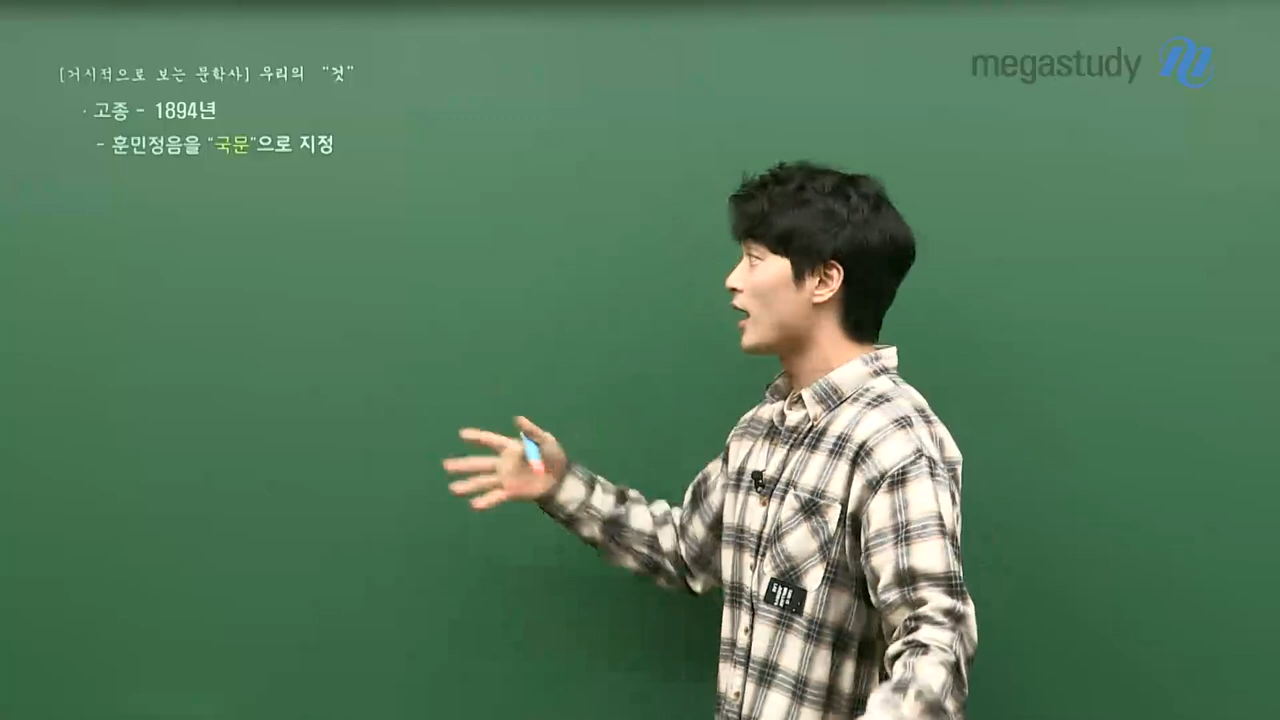 [거시적으로 보는 문학사] 우리의 "것"
megastudy
· 고종 - 1894년
- 훈민정음을 "국문"으로 지정